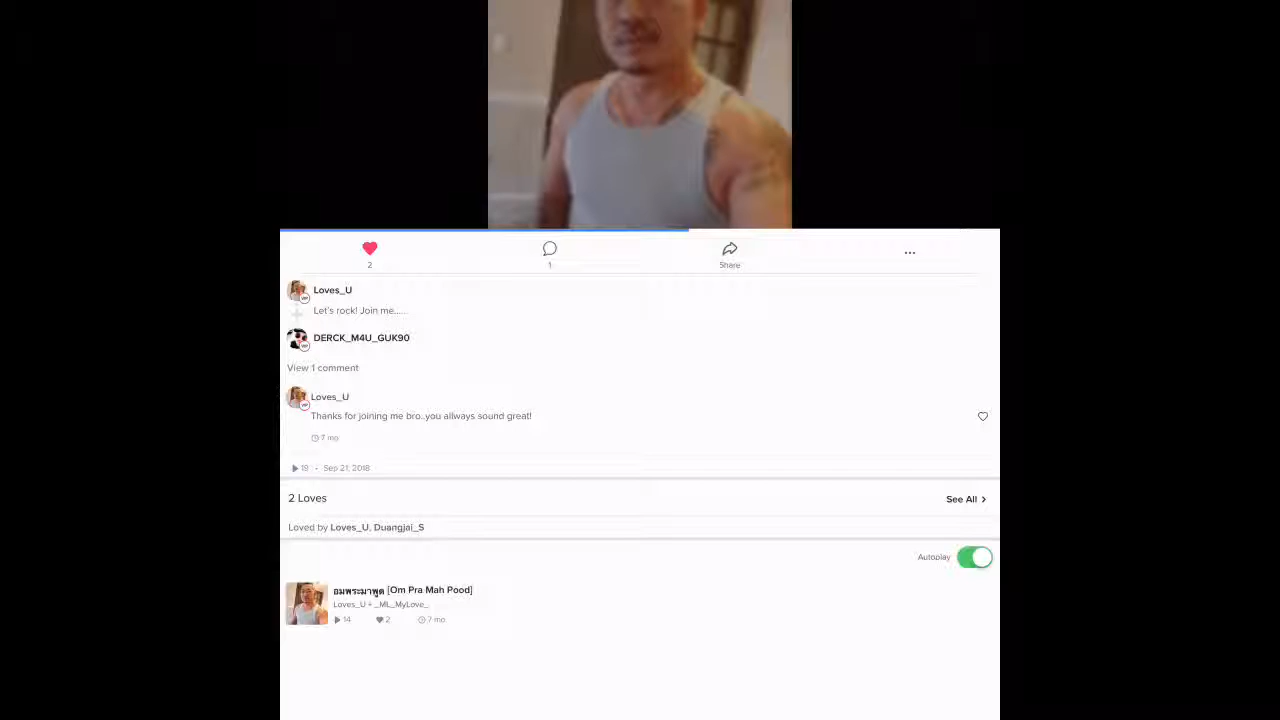 2
1
Share
Loves_U
Let's rock! Join me......
DERCK_M4U_GUK90
View 1 comment
Loves_U
Thanks for joining me bro..you allways sound great!
7 mo
19 • Sep 21, 2018
2 Loves
See All >
Loved by Loves_U, Duangjai_S
Autoplay
อมพระมาพูด [Om Pra Mah Pood]
Loves_U + _ML_MyLove_
14 2 7 mo